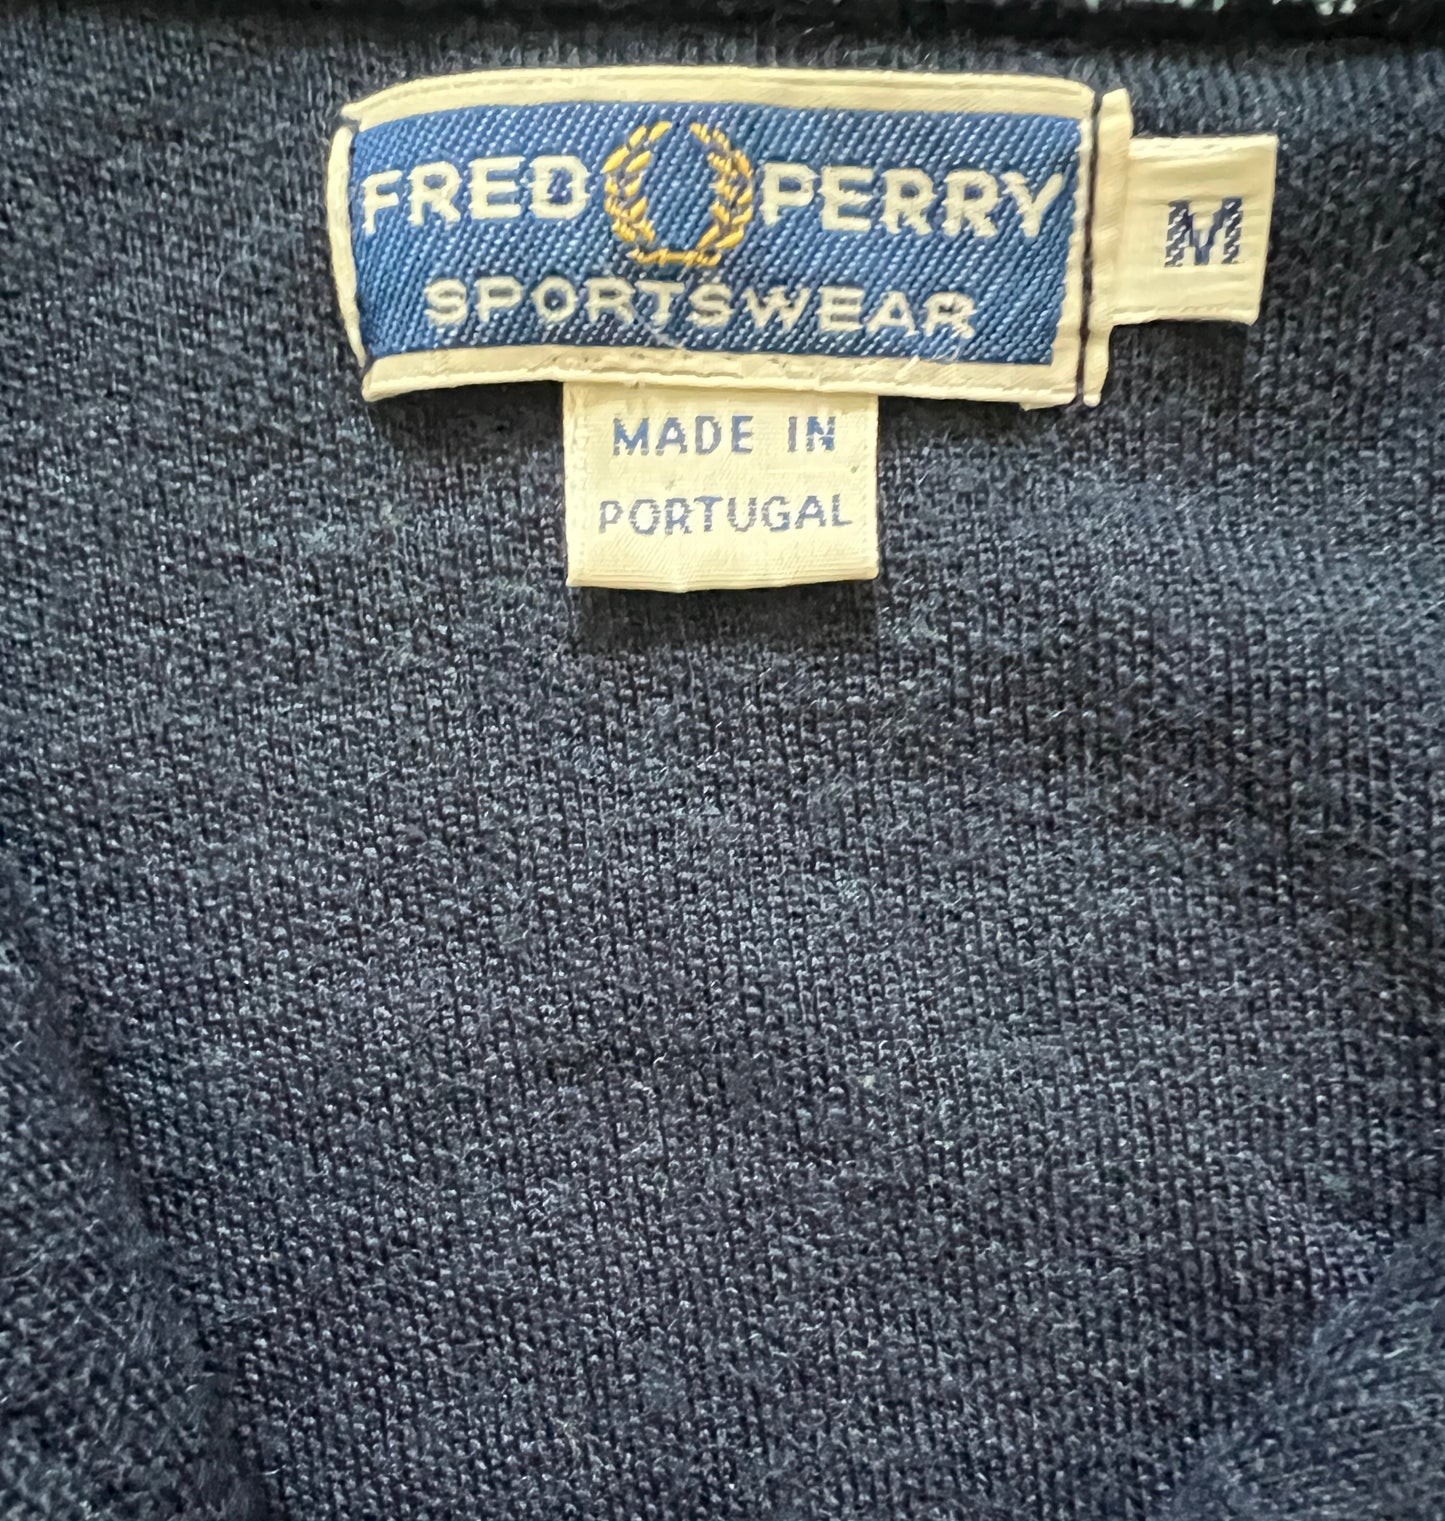 FRED PERRY
SPORTSWEAR
M
MADE IN
PORTUGAL